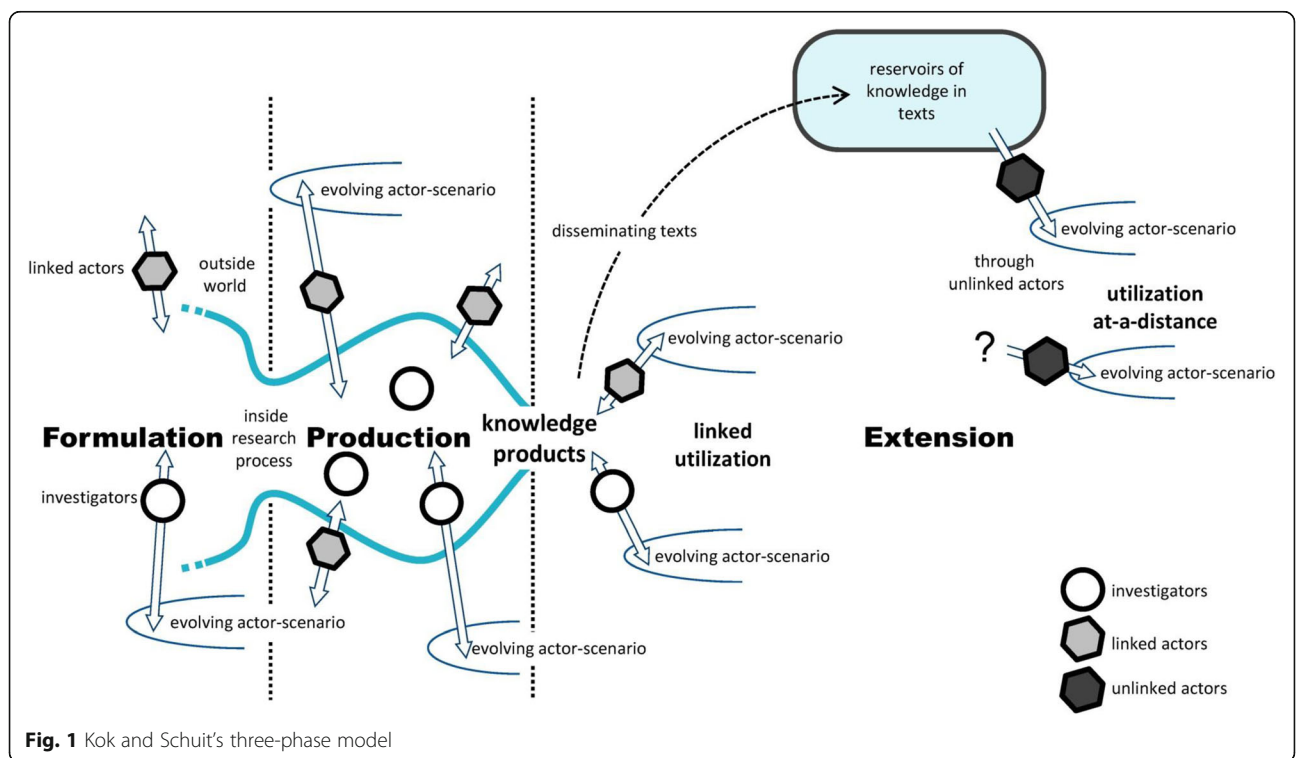 reservoirs of
knowledge in
texts
evolving actor-scenario
linked actors
outside
world
disseminating texts
evolving actor-scenario
through
unlinked actors
utilization
at-a-distance
evolving actor-scenario
?
evolving actor-scenario
Formulation
inside
research
process
Production
knowledge
products
linked
utilization
Extension
investigators
evolving actor-scenario
evolving actor-scenario
evolving actor-scenario
investigators
linked actors
unlinked actors
Fig. 1 Kok and Schuit's three-phase model